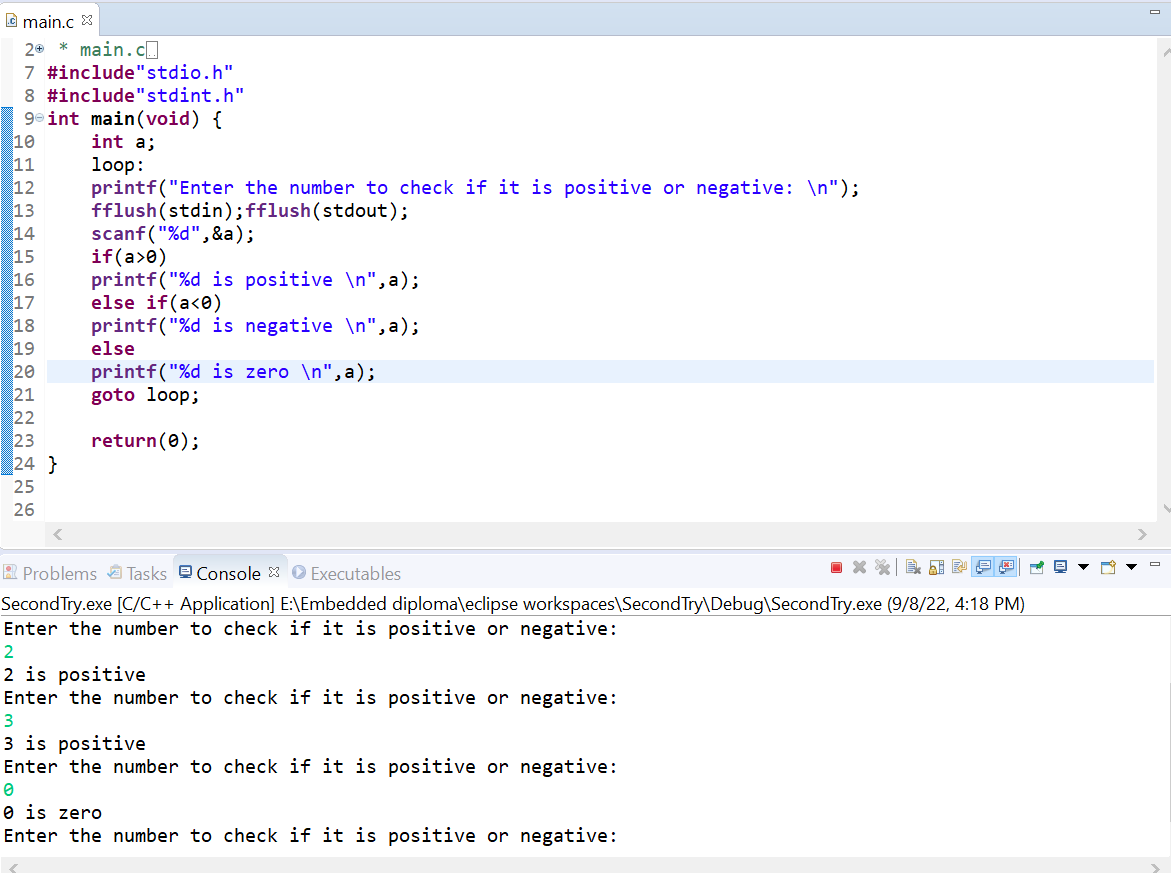 main.c
2 * main.c
7 #include"stdio.h"
8 #include"stdint.h"
9 int main(void) {
10     int a;
11     loop:
12     printf("Enter the number to check if it is positive or negative: \n");
13     fflush(stdin);fflush(stdout);
14     scanf("%d",&a);
15     if(a>0)
16     printf("%d is positive \n",a);
17     else if(a<0)
18     printf("%d is negative \n",a);
19     else
20     printf("%d is zero \n",a);
21     goto loop;
22
23     return(0);
24 }
25
26
Problems Tasks Console Executables
SecondTry.exe [C/C++ Application] E:\Embedded diploma\eclipse workspaces\SecondTry\Debug\SecondTry.exe (9/8/22, 4:18 PM)
Enter the number to check if it is positive or negative:
2
2 is positive
Enter the number to check if it is positive or negative:
3
3 is positive
Enter the number to check if it is positive or negative:
0
0 is zero
Enter the number to check if it is positive or negative: